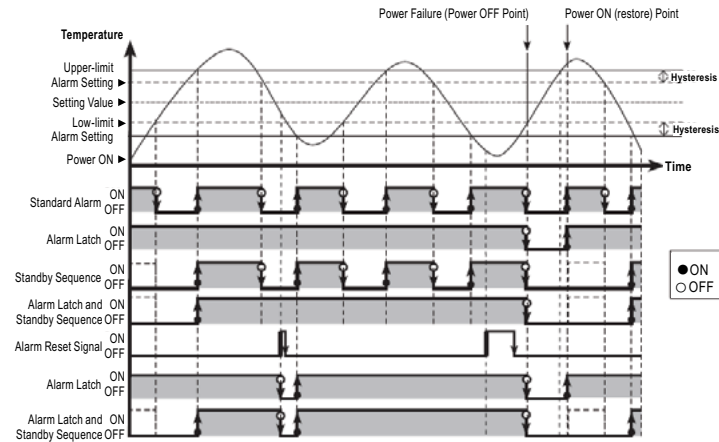 Power Failure (Power OFF Point) Power ON (restore) Point
Temperature
Upper-limit
Alarm Setting ►
Hysteresis
Setting Value ►
Low-limit ►
Alarm Setting
Hysteresis
Power ON ►
Time
Standard Alarm ON
OFF
Alarm Latch ON
OFF
Standby Sequence ON
OFF
●ON
○OFF
Alarm Latch and ON
Standby Sequence OFF
Alarm Reset Signal ON
OFF
Alarm Latch ON
OFF
Alarm Latch and ON
Standby Sequence OFF